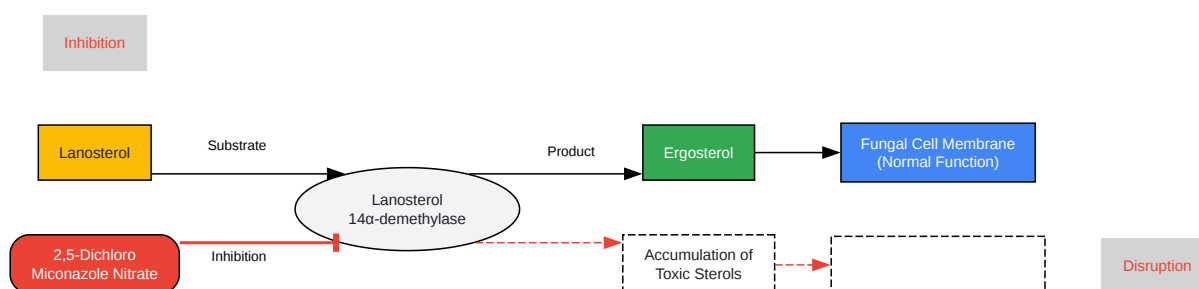 Inhibition
Lanosterol
Substrate
Product
Ergosterol
Fungal Cell Membrane
(Normal Function)
Lanosterol
14α-demethylase
2,5-Dichloro
Miconazole Nitrate
Inhibition
Accumulation of
Toxic Sterols
Disruption